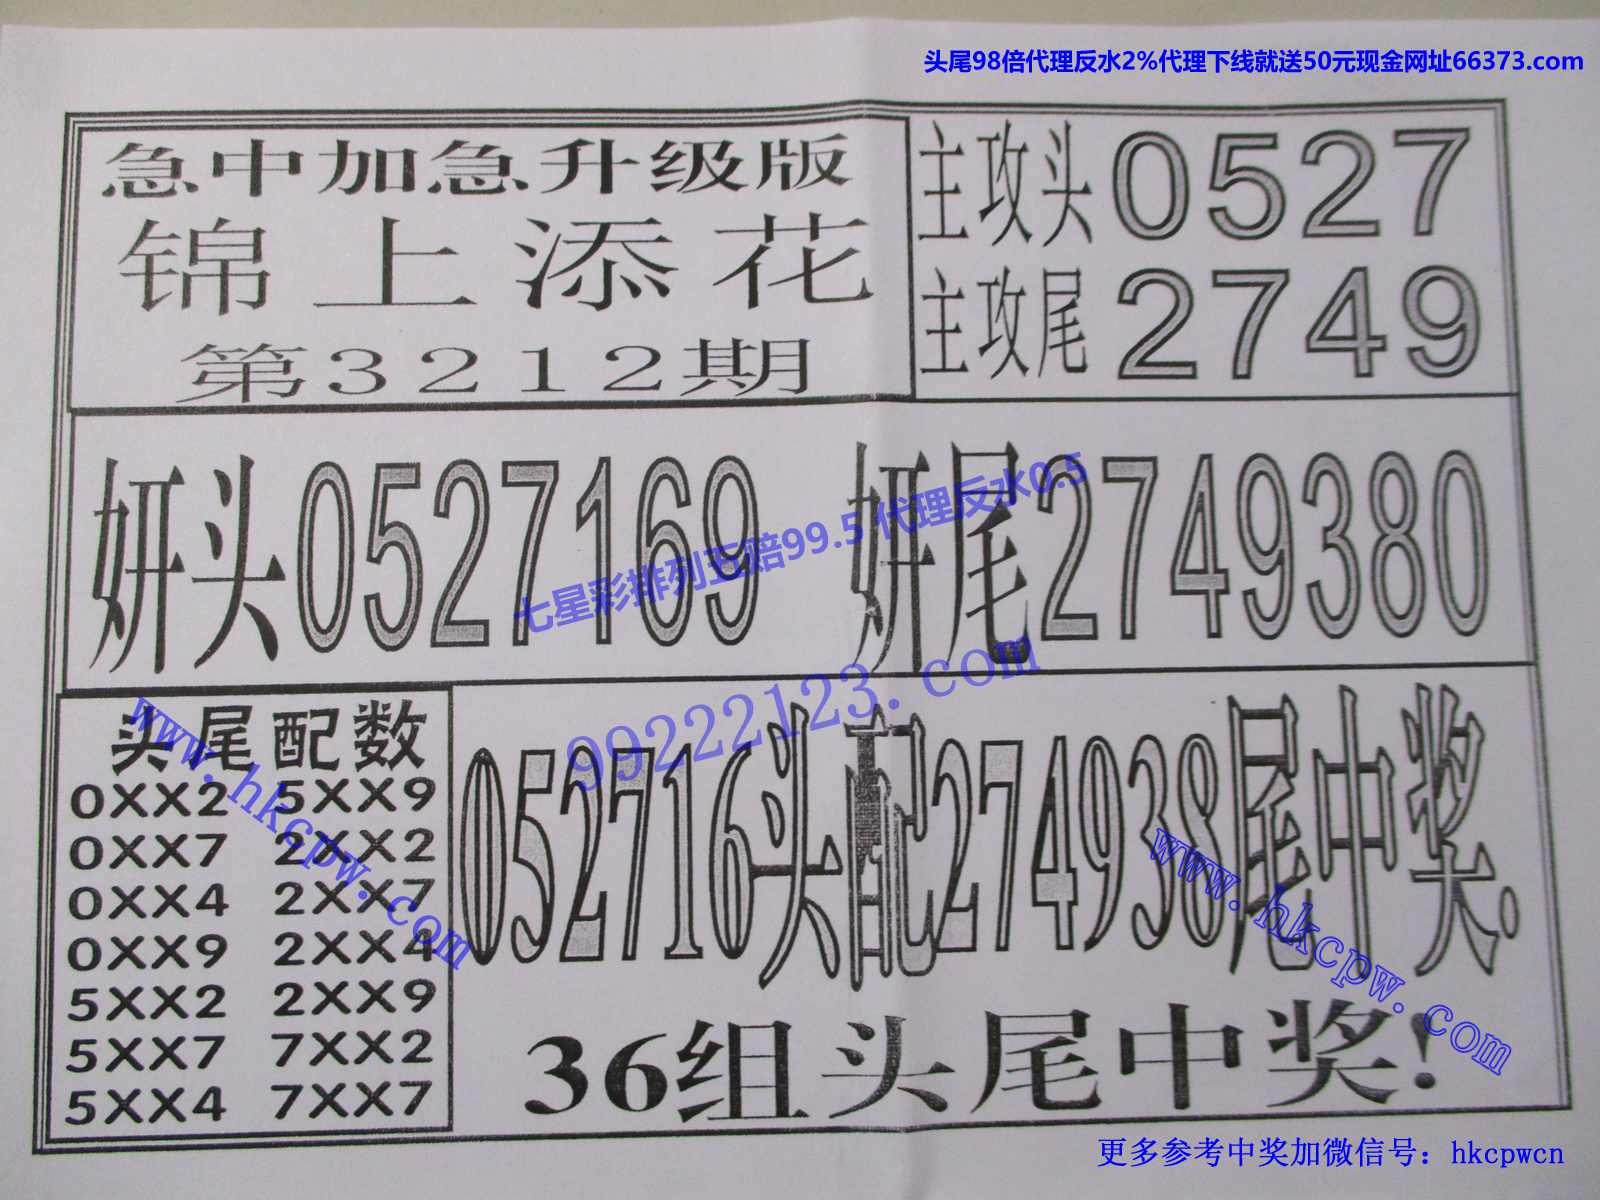 头尾98倍代理反水2%代理下线就送50元现金网址66373.com
急中加急升级版
锦上添花
第3212期
主攻头0527
主攻尾2749
妍头0527169 妍尾2749380
七星彩排列五赔99.5 代理反水0.5
99222123.com
头尾配数
0XX2 5XX9
0XX7 2XX2
0XX4 2XX7
0XX9 2XX4
5XX2 2XX9
5XX7 7XX2
5XX4 7XX7
www.hkcpw.com
052716头配274938尾中奖.
www.hkcpw.com
36组头尾中奖!
更多参考中奖加微信号：hkcpwcn